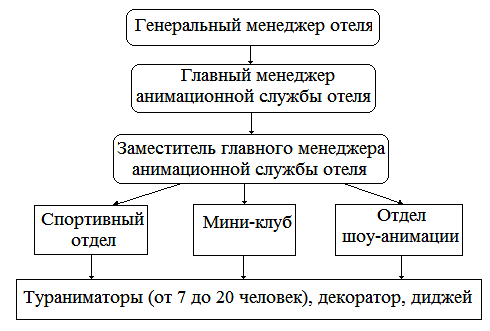 Генеральный менеджер отеля
Главный менеджер
анимационной службы отеля
Заместитель главного менеджера
анимационной службы отеля
Спортивный
отдел
Мини-клуб
Отдел
шоу-анимации
Тураниматоры (от 7 до 20 человек), декоратор, диджей